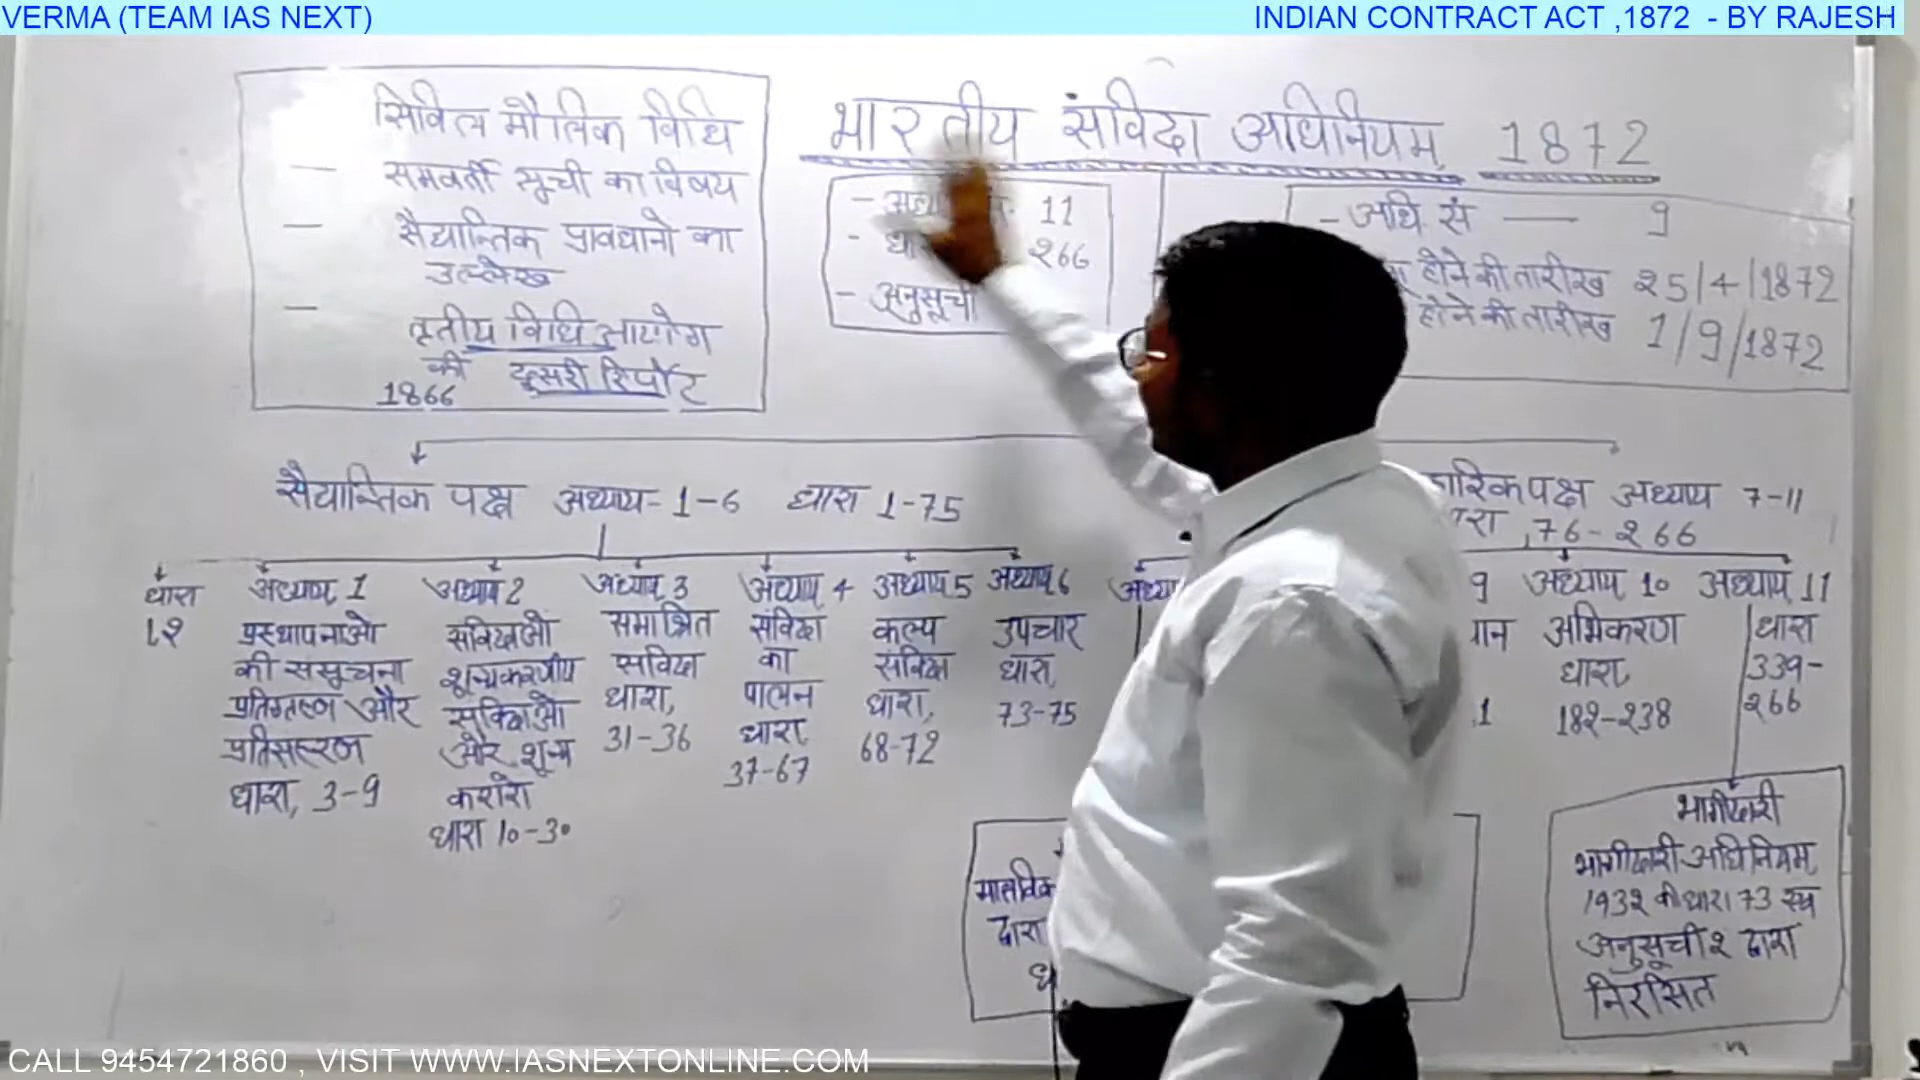 VERMA (TEAM IAS NEXT)
INDIAN CONTRACT ACT ,1872 - BY RAJESH
सिविल मौलिक विधि
— समवर्ती सूची का विषय
— सैद्यान्तिक प्रावधानो का
उल्लेख
— तृतीय विधि आयोग
की दूसरी रिर्पोट
1866
भारतीय संविदा अधिनियम, 1872
11
266
- अनुसूची
- अधि सं — 9
होने की तारीख 25/4/1872
होने की तारीख 1/9/1872
सैद्यान्तिक पक्ष अध्याय - 1-6 धारा 1-75
पक्ष अध्याय 7-11
76-266
धारा
1,2
अध्याय, 1
प्रस्थापनाओ
की संसूचना
प्रतिग्रहण और
प्रतिसंहरण
धारा, 3-9
अध्याय 2
संविदाओ
शून्यकरणीय
संविदाओ
और शून्य
करारो
धारा 10-30
अध्याय 3
समाश्रित
संविदा
धारा,
31-36
अध्याय, 4
संविदा
का
पालन
धारा,
37-67
अध्याय 5
कल्प
संविदा
धारा,
68-72
अध्याय 6
उपचार
धारा,
73-75
9
अध्याय, 10
अभिकरण
धारा,
182-238
अध्याय, 11
धारा
339-
266
द्वारा
भागीदारी
भागीदारी अधिनियम,
1932 की धारा 73 एवं
अनुसूची 2 द्वारा
निरसित
CALL 9454721860 , VISIT WWW.IASNEXTONLINE.COM